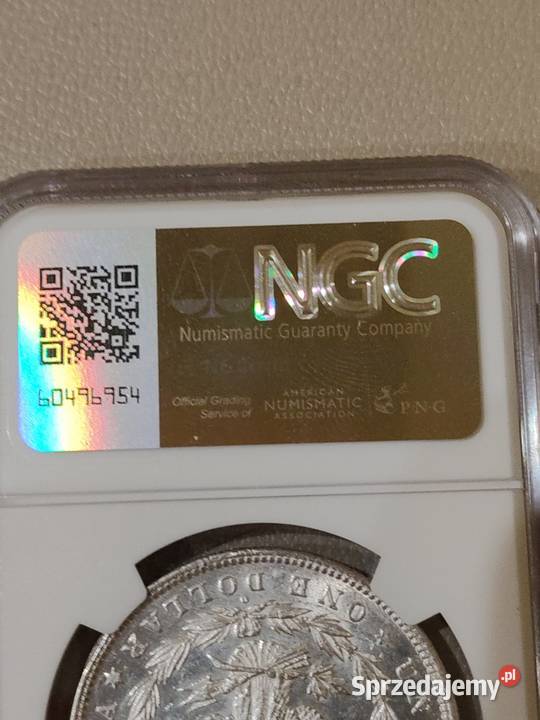 NGC
Numismatic Guaranty Company
60496954
Official Grading
Service of
AMERICAN
NUMISMATIC
ASSOCIATION
PNG
ONE DOLLAR
Sprzedajemy.pl